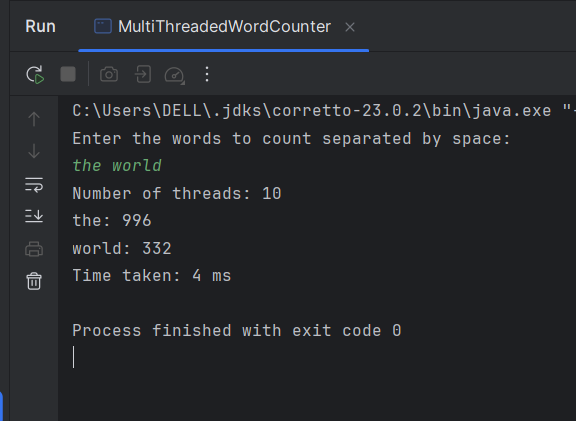 Run MultiThreadedWordCounter
C:\Users\DELL\.jdks\corretto-23.0.2\bin\java.exe "-
Enter the words to count separated by space:
the world
Number of threads: 10
the: 996
world: 332
Time taken: 4 ms
Process finished with exit code 0